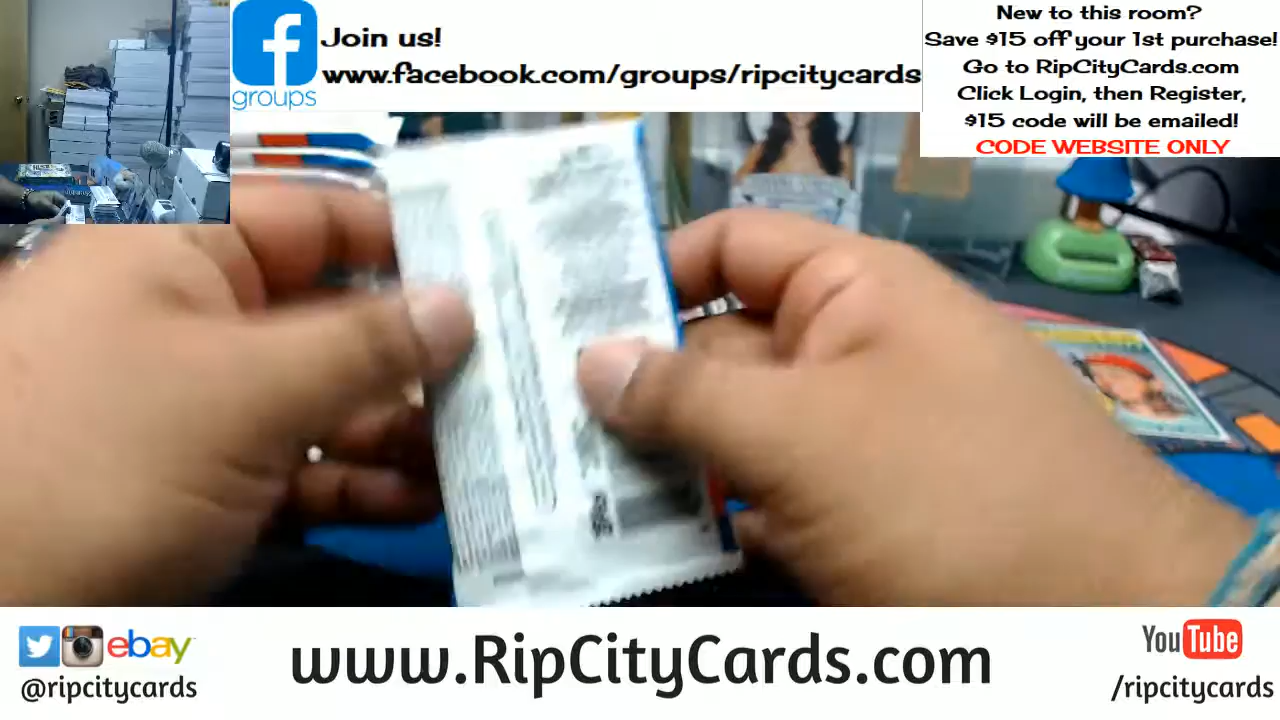 Join us!
www.facebook.com/groups/ripcitycards
groups
New to this room?
Save $15 off your 1st purchase!
Go to RipCityCards.com
Click Login, then Register,
$15 code will be emailed!
CODE WEBSITE ONLY
ebay
@ripcitycards
www.RipCityCards.com
YouTube
/ripcitycards